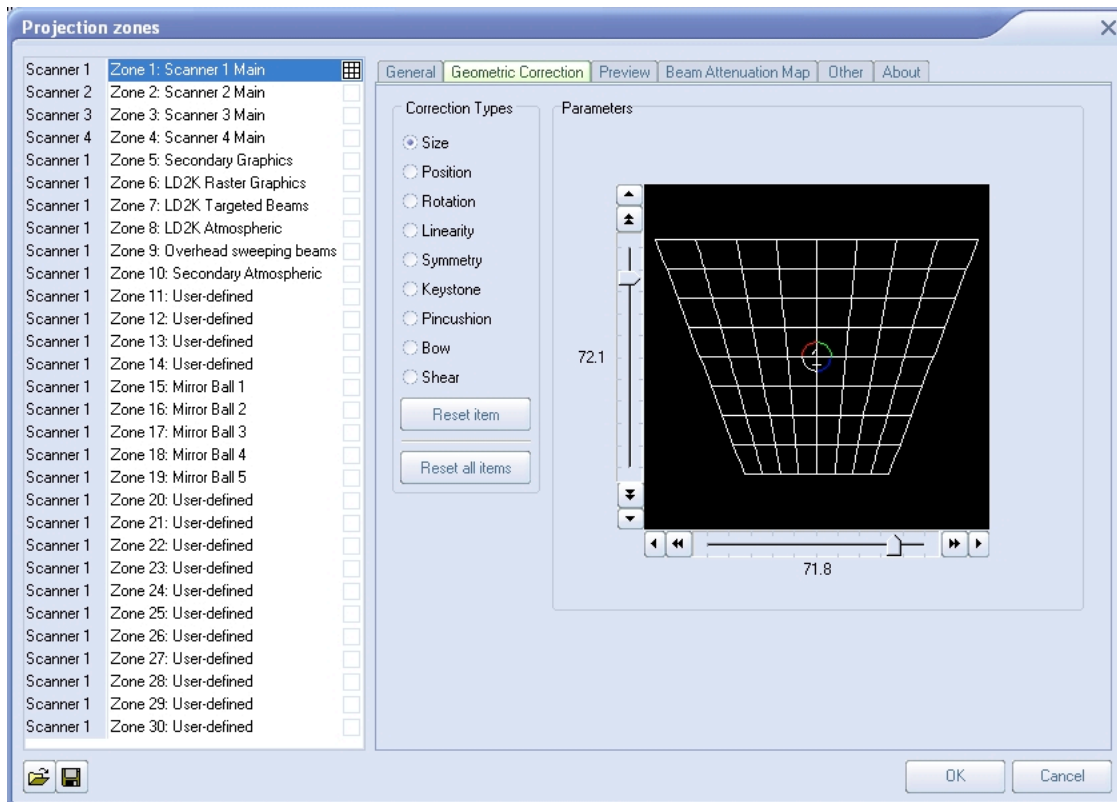 Projection zones
Scanner 1 Zone 1: Scanner 1 Main
Scanner 2 Zone 2: Scanner 2 Main
Scanner 3 Zone 3: Scanner 3 Main
Scanner 4 Zone 4: Scanner 4 Main
Scanner 1 Zone 5: Secondary Graphics
Scanner 1 Zone 6: LD2K Raster Graphics
Scanner 1 Zone 7: LD2K Targeted Beams
Scanner 1 Zone 8: LD2K Atmospheric
Scanner 1 Zone 9: Overhead sweeping beams
Scanner 1 Zone 10: Secondary Atmospheric
Scanner 1 Zone 11: User-defined
Scanner 1 Zone 12: User-defined
Scanner 1 Zone 13: User-defined
Scanner 1 Zone 14: User-defined
Scanner 1 Zone 15: Mirror Ball 1
Scanner 1 Zone 16: Mirror Ball 2
Scanner 1 Zone 17: Mirror Ball 3
Scanner 1 Zone 18: Mirror Ball 4
Scanner 1 Zone 19: Mirror Ball 5
Scanner 1 Zone 20: User-defined
Scanner 1 Zone 21: User-defined
Scanner 1 Zone 22: User-defined
Scanner 1 Zone 23: User-defined
Scanner 1 Zone 24: User-defined
Scanner 1 Zone 25: User-defined
Scanner 1 Zone 26: User-defined
Scanner 1 Zone 27: User-defined
Scanner 1 Zone 28: User-defined
Scanner 1 Zone 29: User-defined
Scanner 1 Zone 30: User-defined
General Geometric Correction Preview Beam Attenuation Map Other About
Correction Types
Size
Position
Rotation
Linearity
Symmetry
Keystone
Pincushion
Bow
Shear
Reset item
Reset all items
Parameters
72.1
71.8
OK Cancel